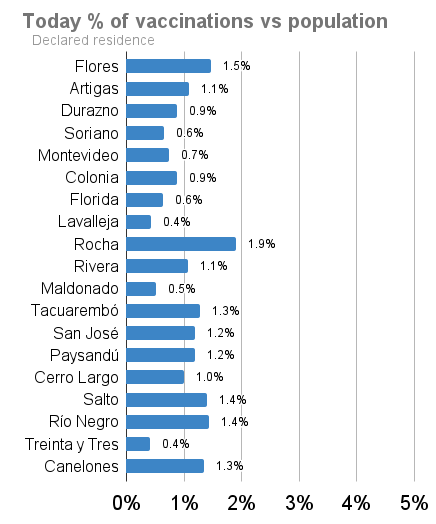 Today % of vaccinations vs population
Declared residence
Flores 1.5%
Artigas 1.1%
Durazno 0.9%
Soriano 0.6%
Montevideo 0.7%
Colonia 0.9%
Florida 0.6%
Lavalleja 0.4%
Rocha 1.9%
Rivera 1.1%
Maldonado 0.5%
Tacuarembó 1.3%
San José 1.2%
Paysandú 1.2%
Cerro Largo 1.0%
Salto 1.4%
Río Negro 1.4%
Treinta y Tres 0.4%
Canelones 1.3%
0% 1% 2% 3% 4% 5%